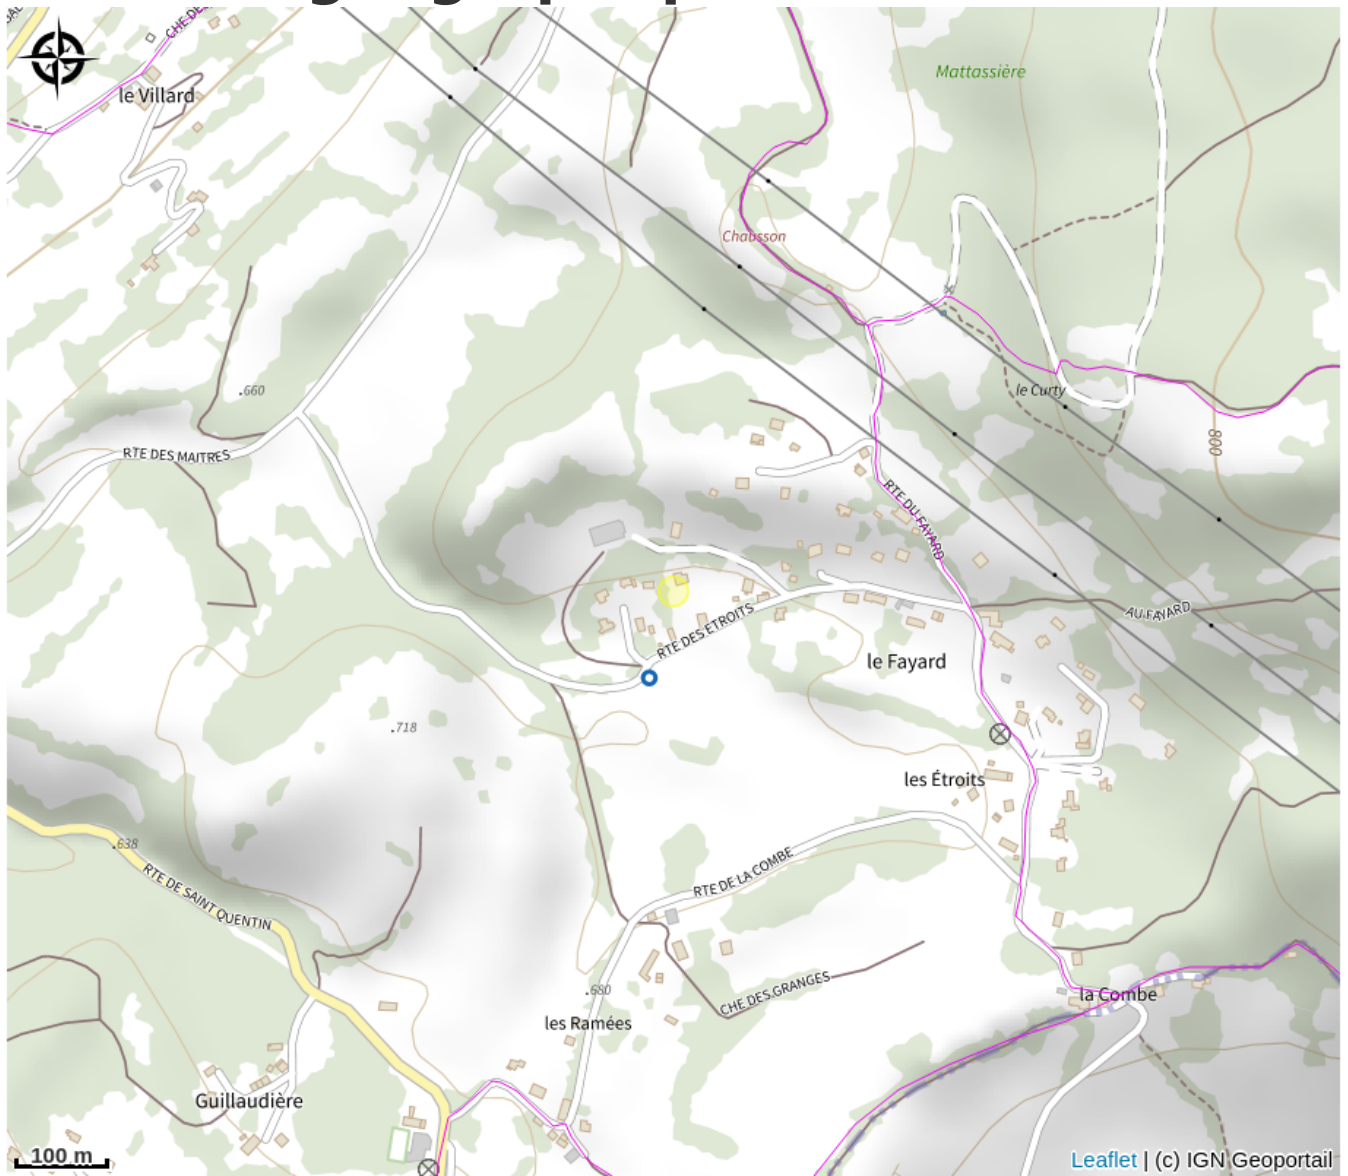 CHE DES
le Villard
Mattassière
Chausson
le Curty
.660
800
RTE DES MAITRES
RTE DU FAYARD
AU FAYARD
RTE DES ETROITS
le Fayard
.718
les Étroits
.638
RTE DE SAINT QUENTIN
RTE DE LA COMBE
CHE DES GRANGES
.680
les Ramées
la Combe
Guillaudière
100 m
Leaflet | (c) IGN Geoportail